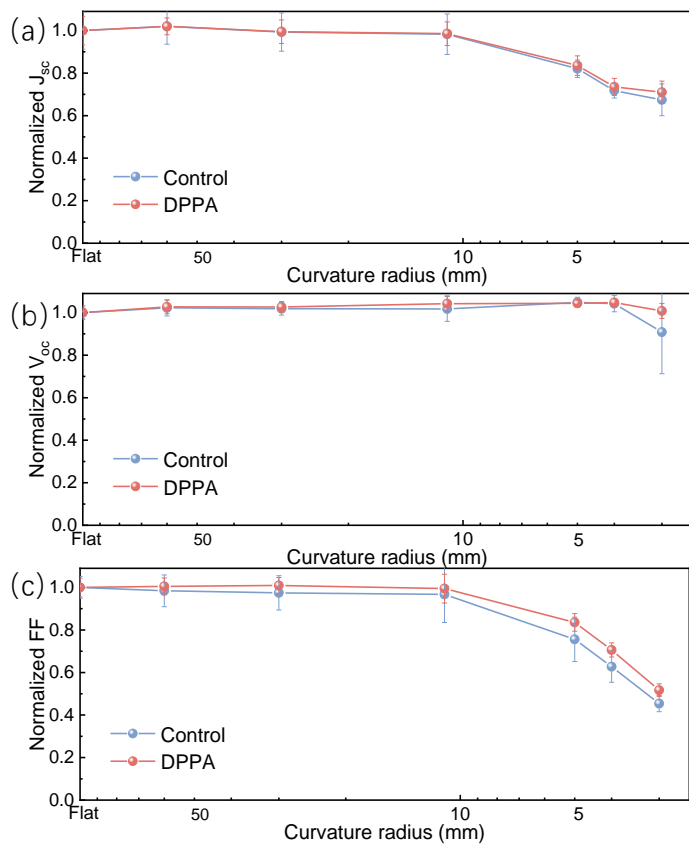 (a)
Normalized Jsc
1.0
0.8
0.6
0.4
0.2
0.0
Control
DPPA
Flat 50 10 5
Curvature radius (mm)
(b)
Normalized Voc
1.0
0.8
0.6
0.4
0.2
0.0
Control
DPPA
Flat 50 10 5
Curvature radius (mm)
(c)
Normalized FF
1.0
0.8
0.6
0.4
0.2
0.0
Control
DPPA
Flat 50 10 5
Curvature radius (mm)